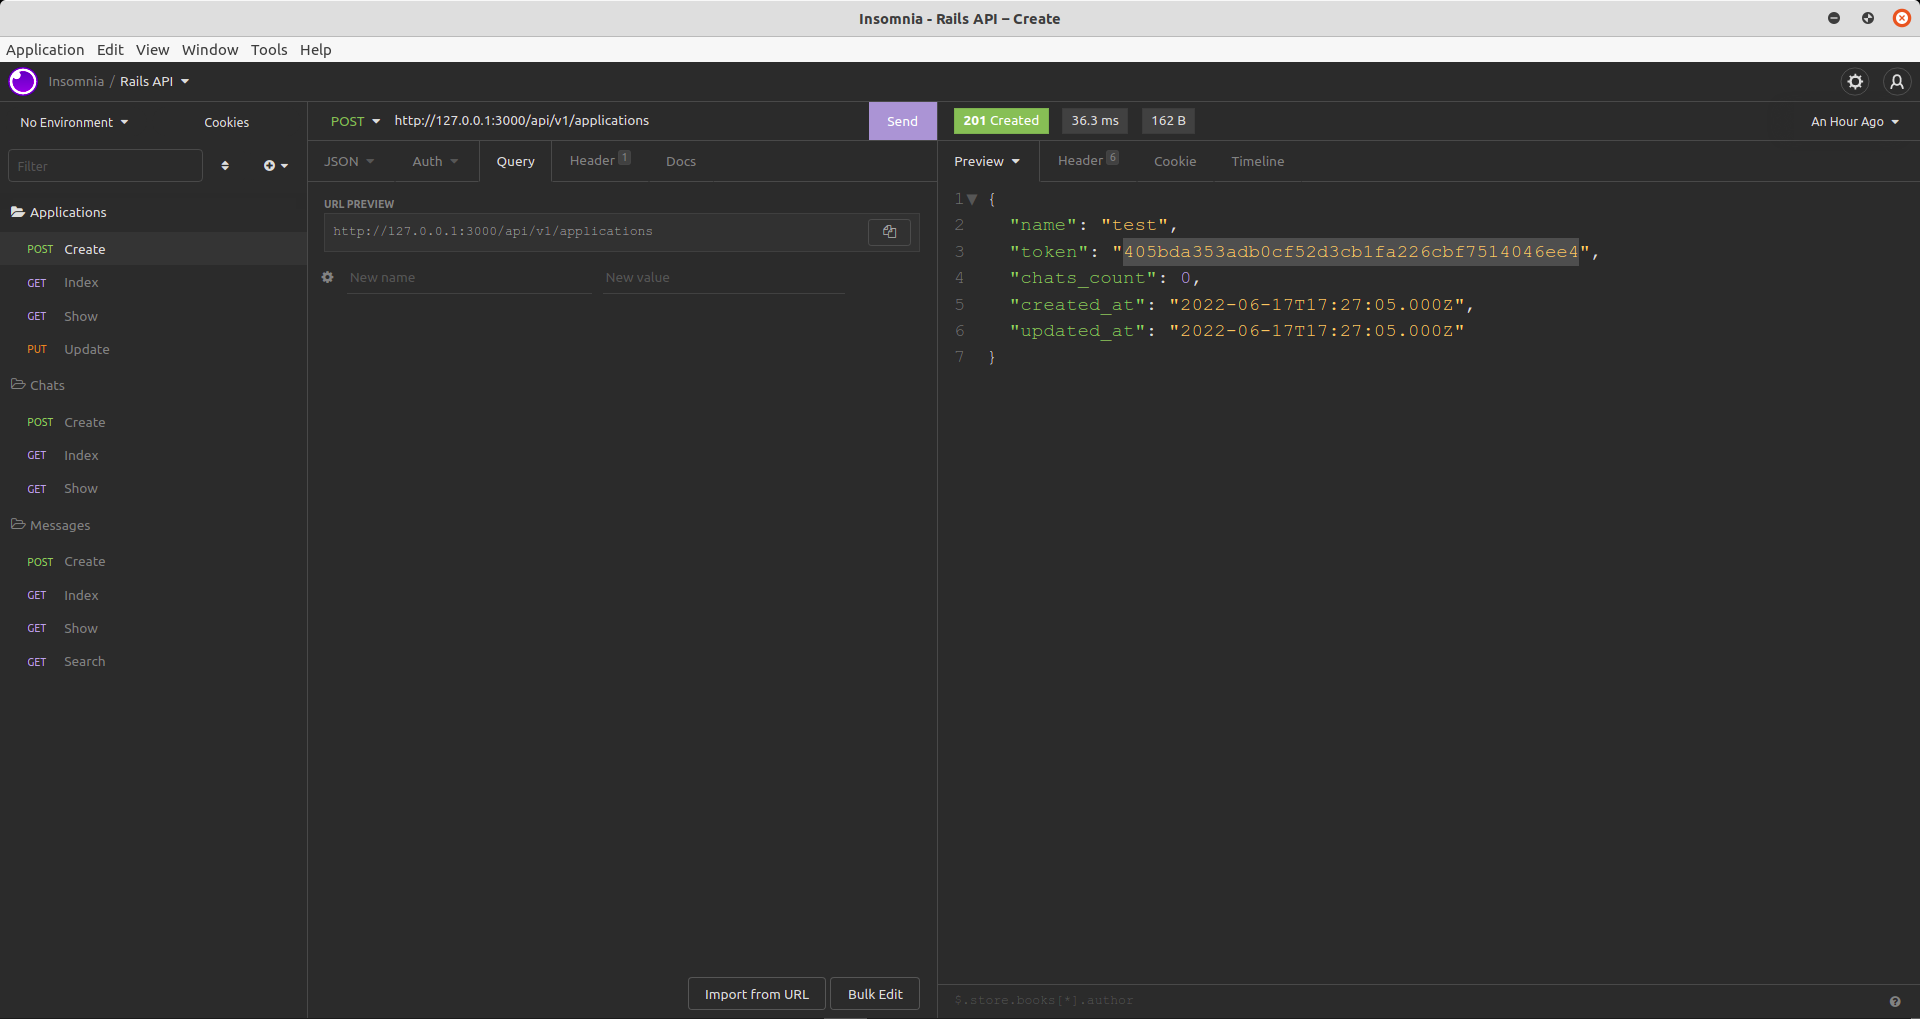 Insomnia - Rails API – Create
Application Edit View Window Tools Help
Insomnia / Rails API
No Environment Cookies
Filter
Applications
POST Create
GET Index
GET Show
PUT Update
Chats
POST Create
GET Index
GET Show
Messages
POST Create
GET Index
GET Show
GET Search
POST http://127.0.0.1:3000/api/v1/applications Send
JSON Auth Query Header 1 Docs
URL PREVIEW
http://127.0.0.1:3000/api/v1/applications
New name New value
Import from URL Bulk Edit
201 Created 36.3 ms 162 B An Hour Ago
Preview Header 6 Cookie Timeline
1 {
2 "name": "test",
3 "token": "405bda353adb0cf52d3cb1fa226cbf7514046ee4",
4 "chats_count": 0,
5 "created_at": "2022-06-17T17:27:05.000Z",
6 "updated_at": "2022-06-17T17:27:05.000Z"
7 }
$.store.books[*].author